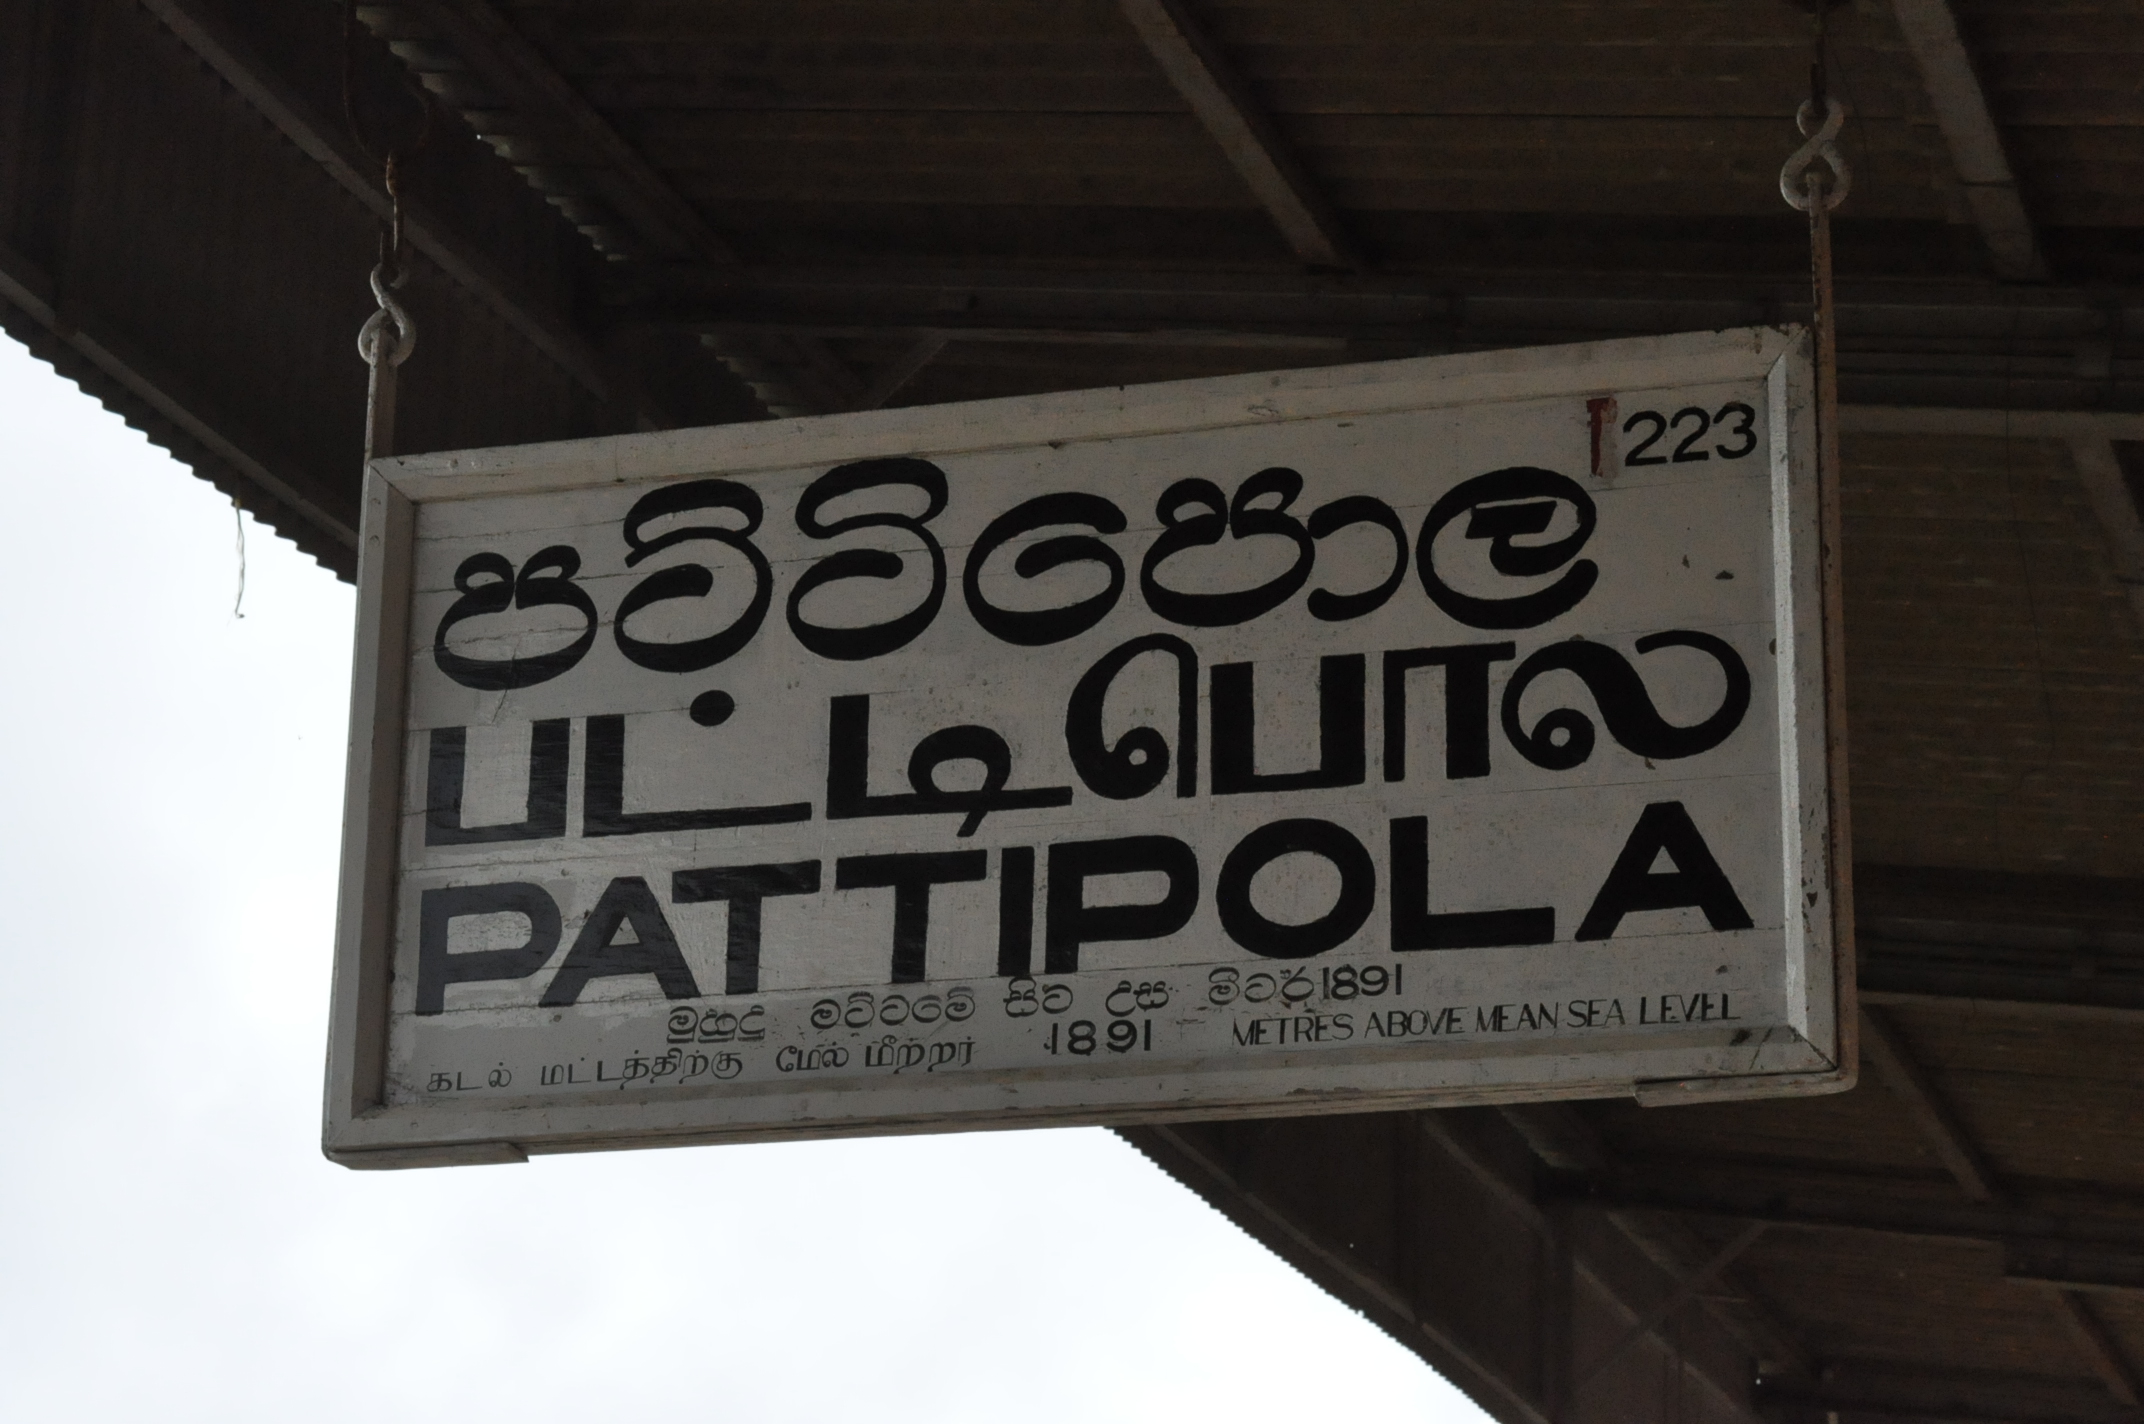 223
පට්ටිපොල
பட்டிபொல
PATTIPOLA
මුහුදු මට්ටමේ සිට උස මීටර් 1891
கடல் மட்டத்திற்கு மேல் மீற்றர் 1891 METRES ABOVE MEAN SEA LEVEL